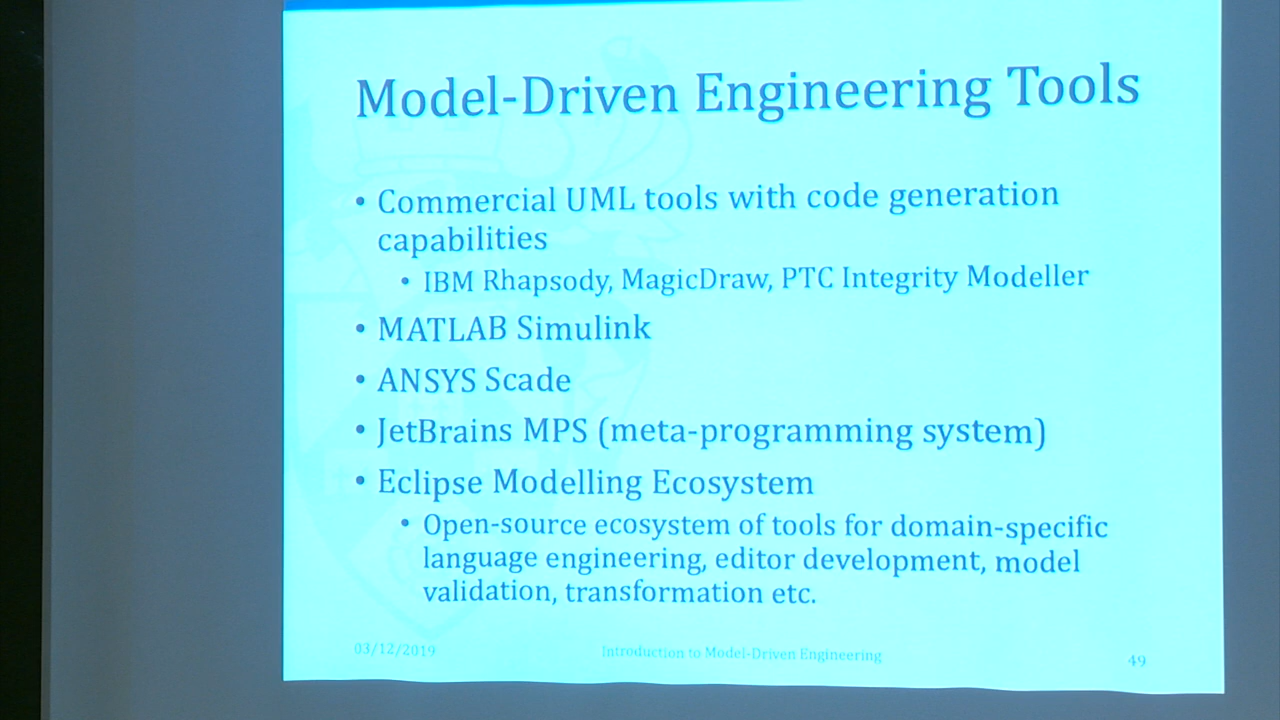 Model-Driven Engineering Tools
• Commercial UML tools with code generation
capabilities
• IBM Rhapsody, MagicDraw, PTC Integrity Modeller
• MATLAB Simulink
• ANSYS Scade
• JetBrains MPS (meta-programming system)
• Eclipse Modelling Ecosystem
• Open-source ecosystem of tools for domain-specific
language engineering, editor development, model
validation, transformation etc.
03/12/2019
Introduction to Model-Driven Engineering
49